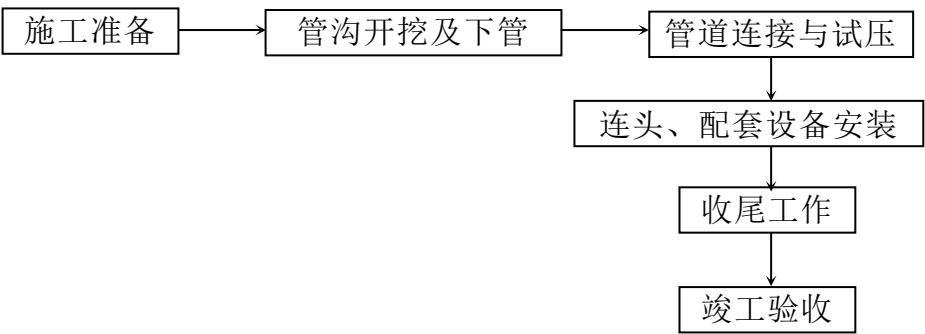 施工准备
管沟开挖及下管
管道连接与试压
连头、配套设备安装
收尾工作
竣工验收